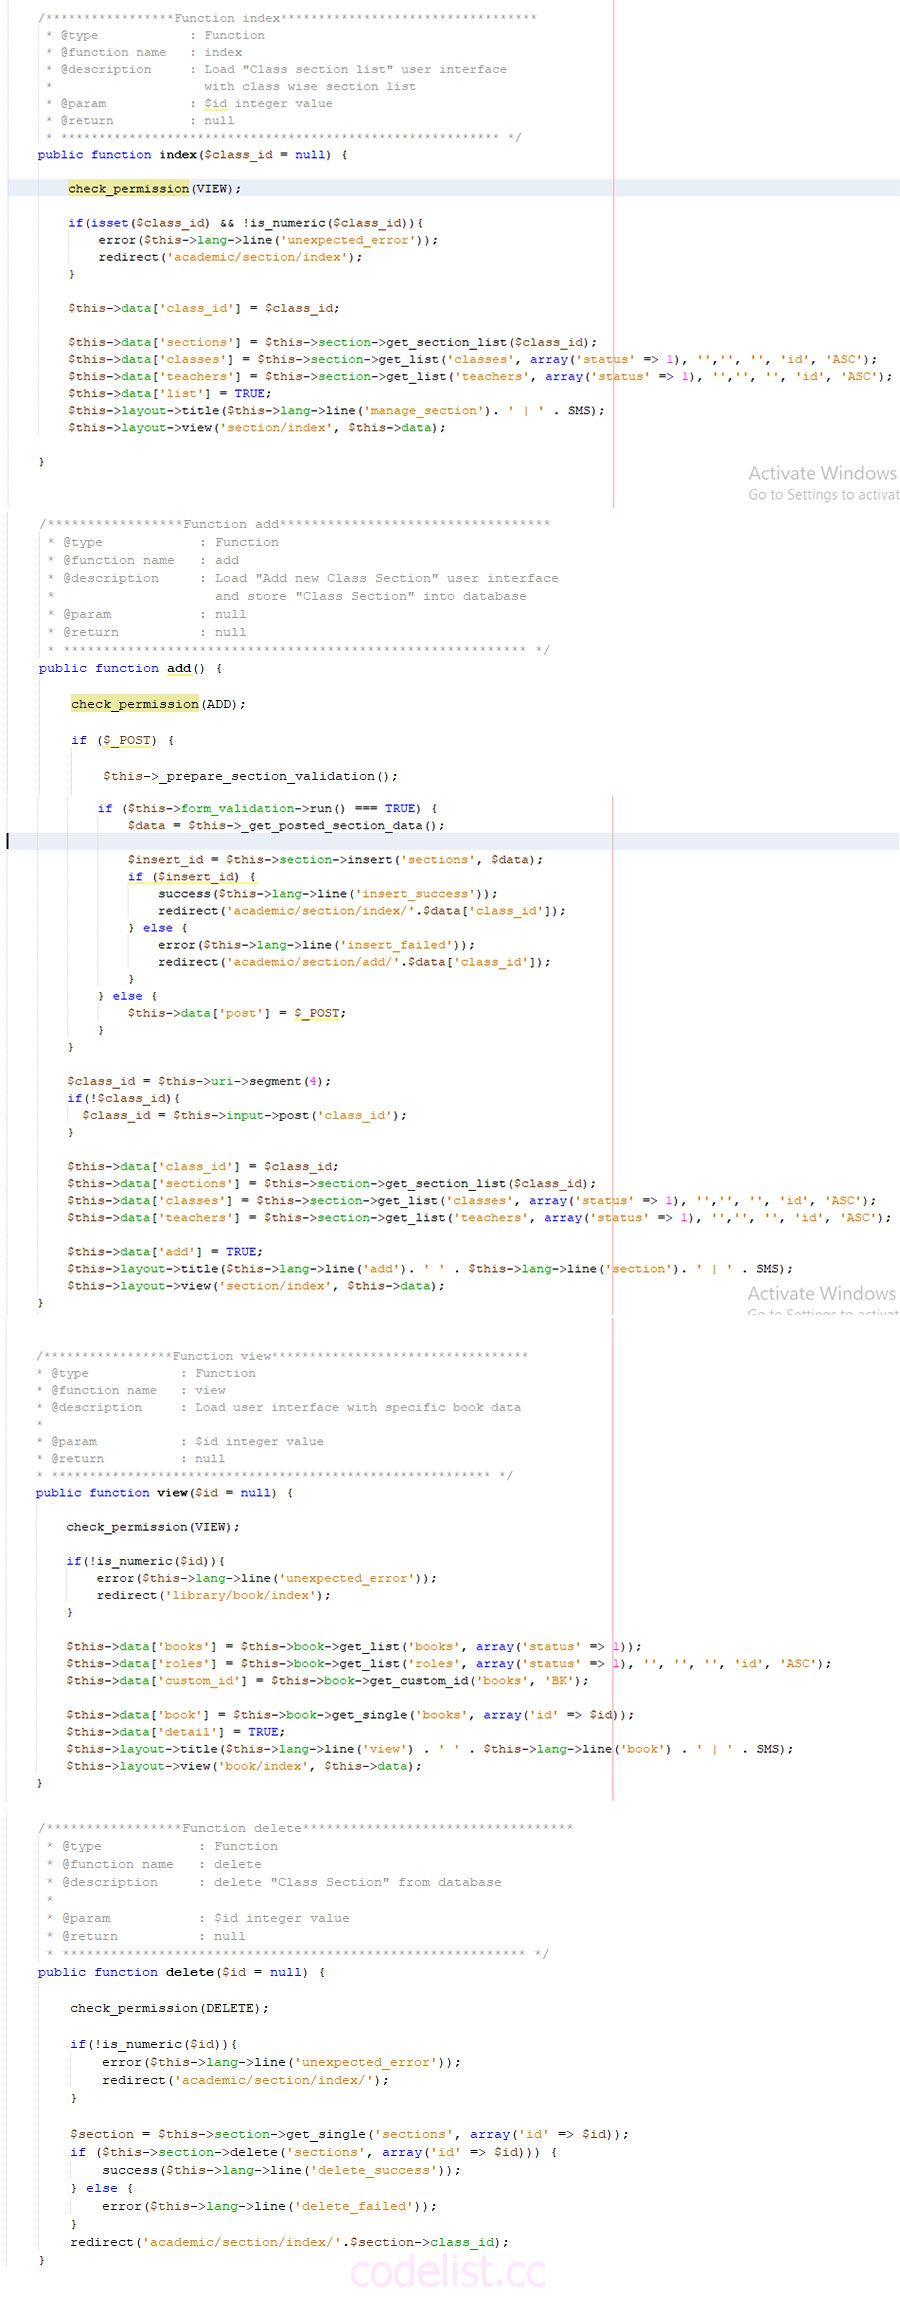 /*****************Function index**********************************
* @type : Function
* @function name : index
* @description : Load "Class section list" user interface
* with class wise section list
* @param : $id integer value
* @return : null
* ********************************************************** */
public function index($class_id = null) {
check_permission(VIEW);
if(isset($class_id) && !is_numeric($class_id)){
error($this->lang->line('unexpected_error'));
redirect('academic/section/index');
}
$this->data['class_id'] = $class_id;
$this->data['sections'] = $this->section->get_section_list($class_id);
$this->data['classes'] = $this->section->get_list('classes', array('status' => 1), '','', '', 'id', 'ASC');
$this->data['teachers'] = $this->section->get_list('teachers', array('status' => 1), '','', '', 'id', 'ASC');
$this->data['list'] = TRUE;
$this->layout->title($this->lang->line('manage_section'). ' | ' . SMS);
$this->layout->view('section/index', $this->data);
}
Activate Windows
Go to Settings to activat
/*****************Function add**********************************
* @type : Function
* @function name : add
* @description : Load "Add new Class Section" user interface
* and store "Class Section" into database
* @param : null
* @return : null
* ********************************************************** */
public function add() {
check_permission(ADD);
if ($_POST) {
$this->_prepare_section_validation();
if ($this->form_validation->run() === TRUE) {
$data = $this->_get_posted_section_data();
$insert_id = $this->section->insert('sections', $data);
if ($insert_id) {
success($this->lang->line('insert_success'));
redirect('academic/section/index/'.$data['class_id']);
} else {
error($this->lang->line('insert_failed'));
redirect('academic/section/add/'.$data['class_id']);
}
} else {
$this->data['post'] = $_POST;
}
}
$class_id = $this->uri->segment(4);
if(!$class_id){
$class_id = $this->input->post('class_id');
}
$this->data['class_id'] = $class_id;
$this->data['sections'] = $this->section->get_section_list($class_id);
$this->data['classes'] = $this->section->get_list('classes', array('status' => 1), '','', '', 'id', 'ASC');
$this->data['teachers'] = $this->section->get_list('teachers', array('status' => 1), '','', '', 'id', 'ASC');
$this->data['add'] = TRUE;
$this->layout->title($this->lang->line('add'). ' ' . $this->lang->line('section'). ' | ' . SMS);
$this->layout->view('section/index', $this->data);
}
Activate Windows
Go to Settings to activat
/*****************Function view**********************************
* @type : Function
* @function name : view
* @description : Load user interface with specific book data
*
* @param : $id integer value
* @return : null
* ********************************************************** */
public function view($id = null) {
check_permission(VIEW);
if(!is_numeric($id)){
error($this->lang->line('unexpected_error'));
redirect('library/book/index');
}
$this->data['books'] = $this->book->get_list('books', array('status' => 1));
$this->data['roles'] = $this->book->get_list('roles', array('status' => 1), '', '', '', 'id', 'ASC');
$this->data['custom_id'] = $this->book->get_custom_id('books', 'BK');
$this->data['book'] = $this->book->get_single('books', array('id' => $id));
$this->data['detail'] = TRUE;
$this->layout->title($this->lang->line('view') . ' ' . $this->lang->line('book') . ' | ' . SMS);
$this->layout->view('book/index', $this->data);
}
/*****************Function delete**********************************
* @type : Function
* @function name : delete
* @description : delete "Class Section" from database
*
* @param : $id integer value
* @return : null
* ********************************************************** */
public function delete($id = null) {
check_permission(DELETE);
if(!is_numeric($id)){
error($this->lang->line('unexpected_error'));
redirect('academic/section/index/');
}
$section = $this->section->get_single('sections', array('id' => $id));
if ($this->section->delete('sections', array('id' => $id))) {
success($this->lang->line('delete_success'));
} else {
error($this->lang->line('delete_failed'));
}
redirect('academic/section/index/'.$section->class_id);
}
codelist.cc